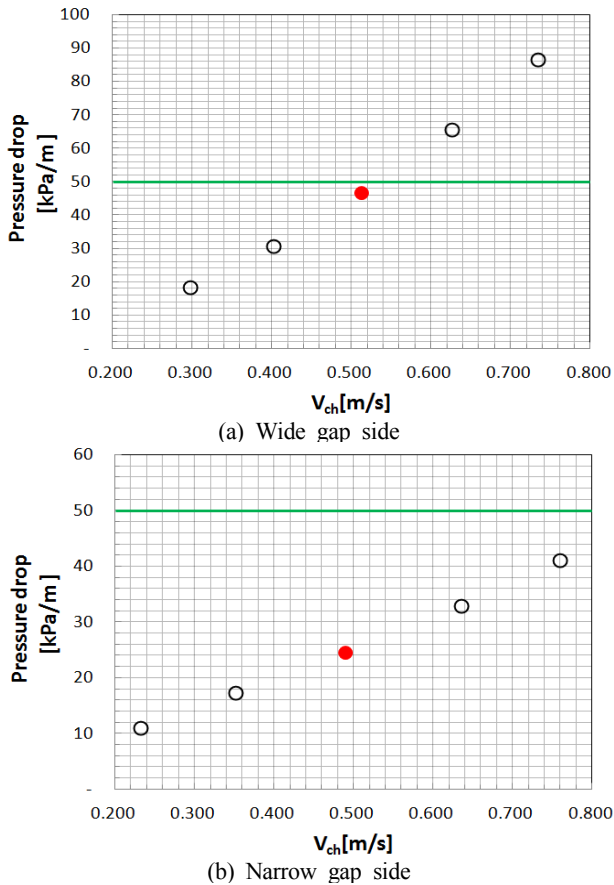 100
90
80
70
60
50
40
30
20
10
-
Pressure drop
[kPa/m ]
0.200 0.300 0.400 0.500 0.600 0.700 0.800
Vch[m/s]
(a) Wide gap side
60
50
40
30
20
10
-
Pressure drop
[kPa/m]
0.200 0.300 0.400 0.500 0.600 0.700 0.800
Vch[m/s]
(b) Narrow gap side